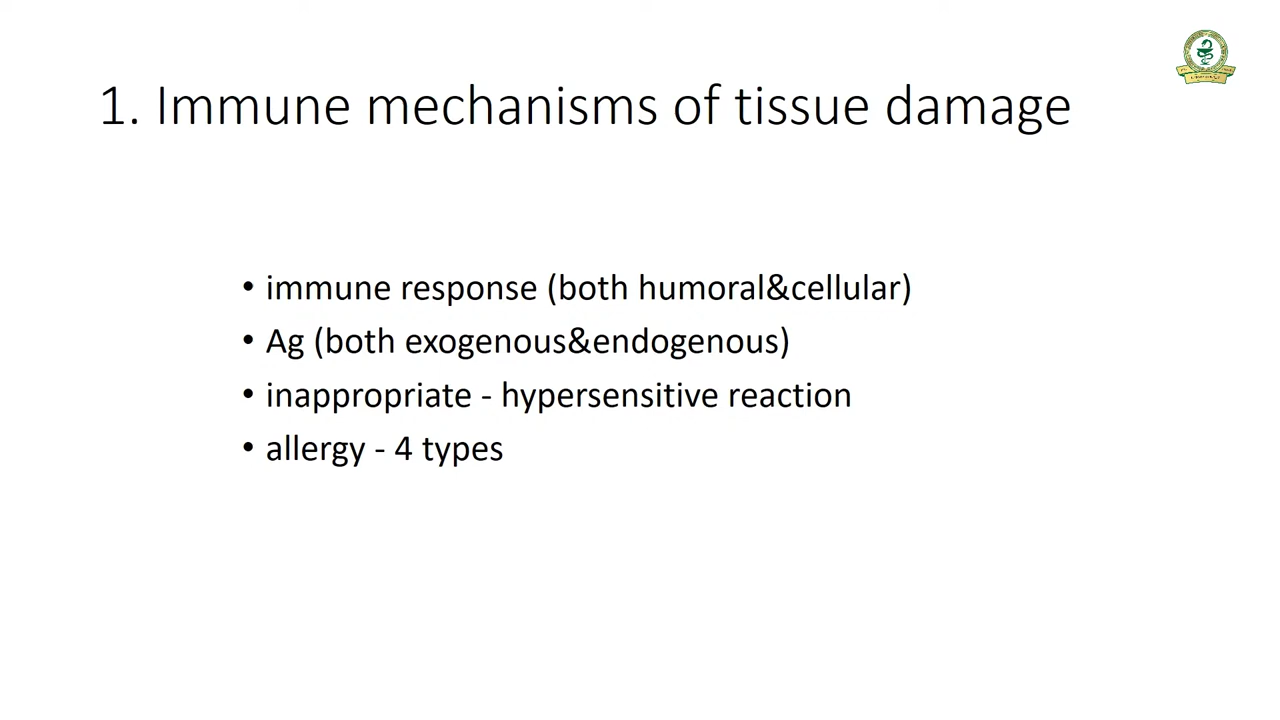 1. Immune mechanisms of tissue damage
• immune response (both humoral&cellular)
• Ag (both exogenous&endogenous)
• inappropriate - hypersensitive reaction
• allergy - 4 types